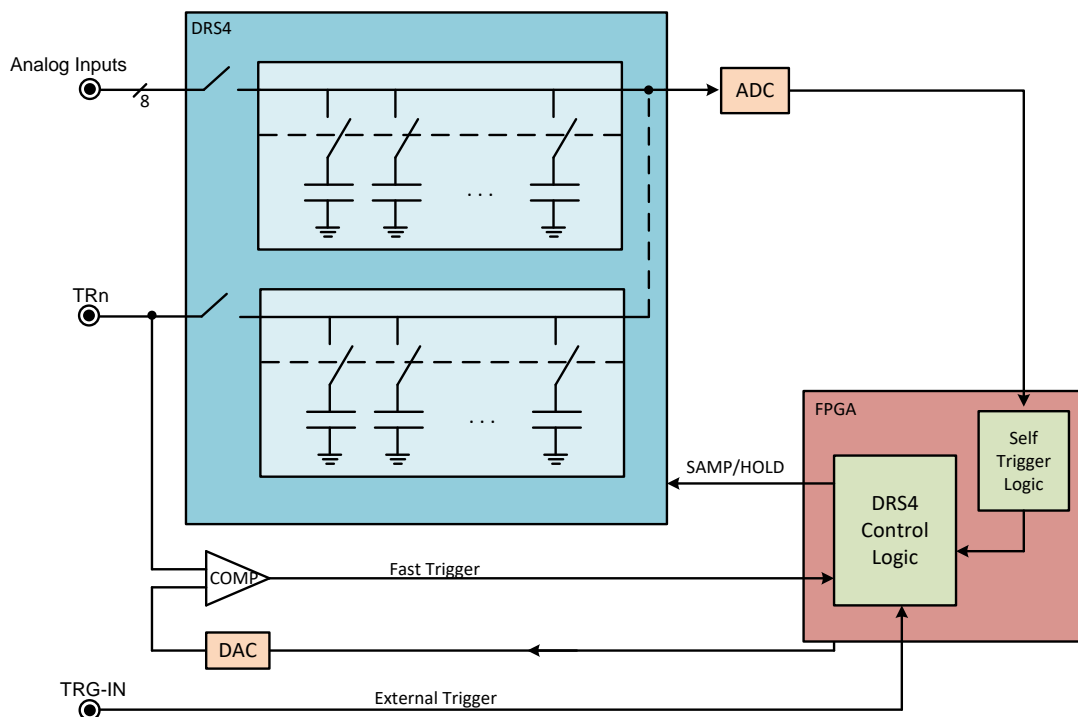 DRS4
Analog Inputs
8
ADC
. . .
TRn
. . .
FPGA
Self
Trigger
Logic
SAMP/HOLD
DRS4
Control
Logic
COMP
Fast Trigger
DAC
TRG-IN
External Trigger